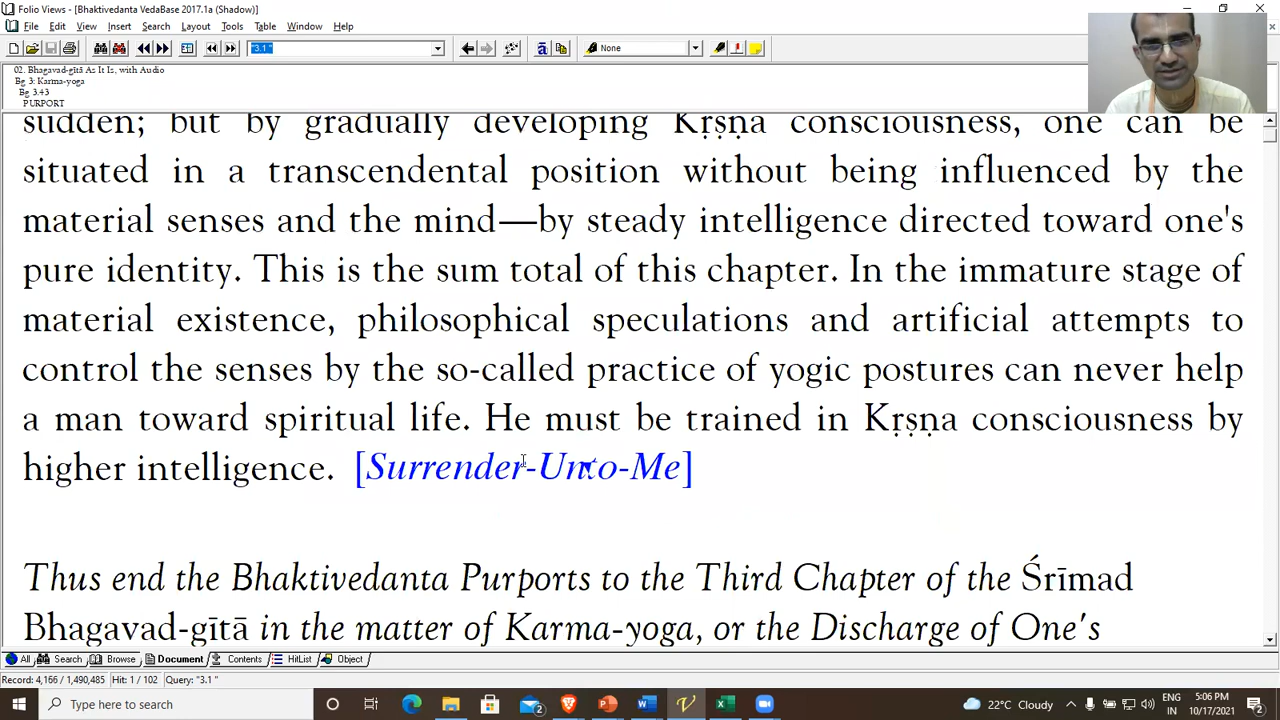 Folio Views - [Bhaktivedanta VedaBase 2017.1a (Shadow)]
File Edit View Insert Search Layout Tools Table Window Help
"3.1 " None
02. Bhagavad-gītā As It Is, with Audio
Bg 3: Karma-yoga
Bg 3.43
PURPORT
sudden; but by gradually developing Kṛṣṇa consciousness, one can be
situated in a transcendental position without being influenced by the
material senses and the mind—by steady intelligence directed toward one's
pure identity. This is the sum total of this chapter. In the immature stage of
material existence, philosophical speculations and artificial attempts to
control the senses by the so-called practice of yogic postures can never help
a man toward spiritual life. He must be trained in Kṛṣṇa consciousness by
higher intelligence. [Surrender-Unto-Me]
Thus end the Bhaktivedanta Purports to the Third Chapter of the Śrīmad
Bhagavad-gītā in the matter of Karma-yoga, or the Discharge of One's
All Search Browse Document Contents HitList Object
Record: 4,166 / 1,490,485 Hit: 1 / 102 Query: "3.1 "
Type here to search 2 22°C Cloudy ENG 5:06 PM
IN 10/17/2021 2